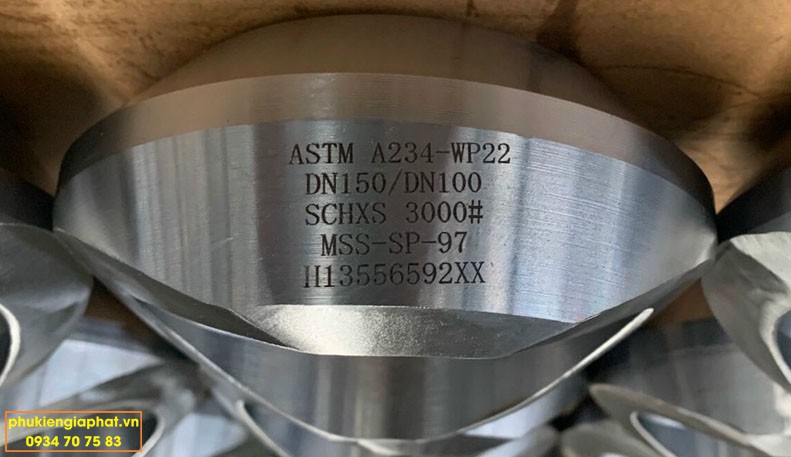 ASTM A234-WP22
DN150/DN100
SCHXS 3000#
MSS-SP-97
H13556592XX
phukiengiaphat.vn
0934 70 75 83